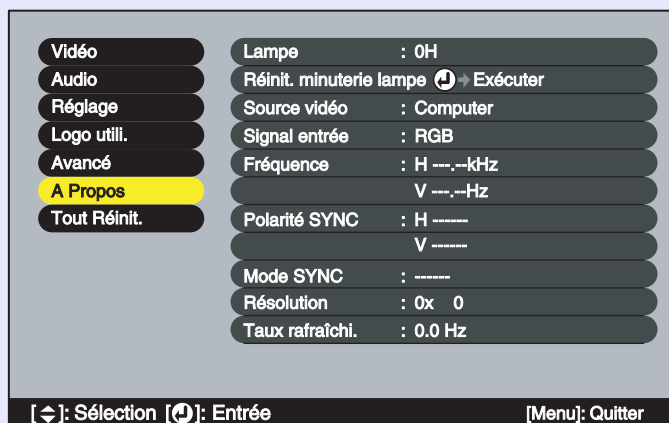 Vidéo
Audio
Réglage
Logo utili.
Avancé
A Propos
Tout Réinit.
Lampe : 0H
Réinit. minuterie lampe Exécuter
Source vidéo : Computer
Signal entrée : RGB
Fréquence : H ---.--kHz
V ---.--Hz
Polarité SYNC : H ------
V ------
Mode SYNC : ------
Résolution : 0x 0
Taux rafraîchi. : 0.0 Hz
[ ]: Sélection [ ]: Entrée [Menu]: Quitter